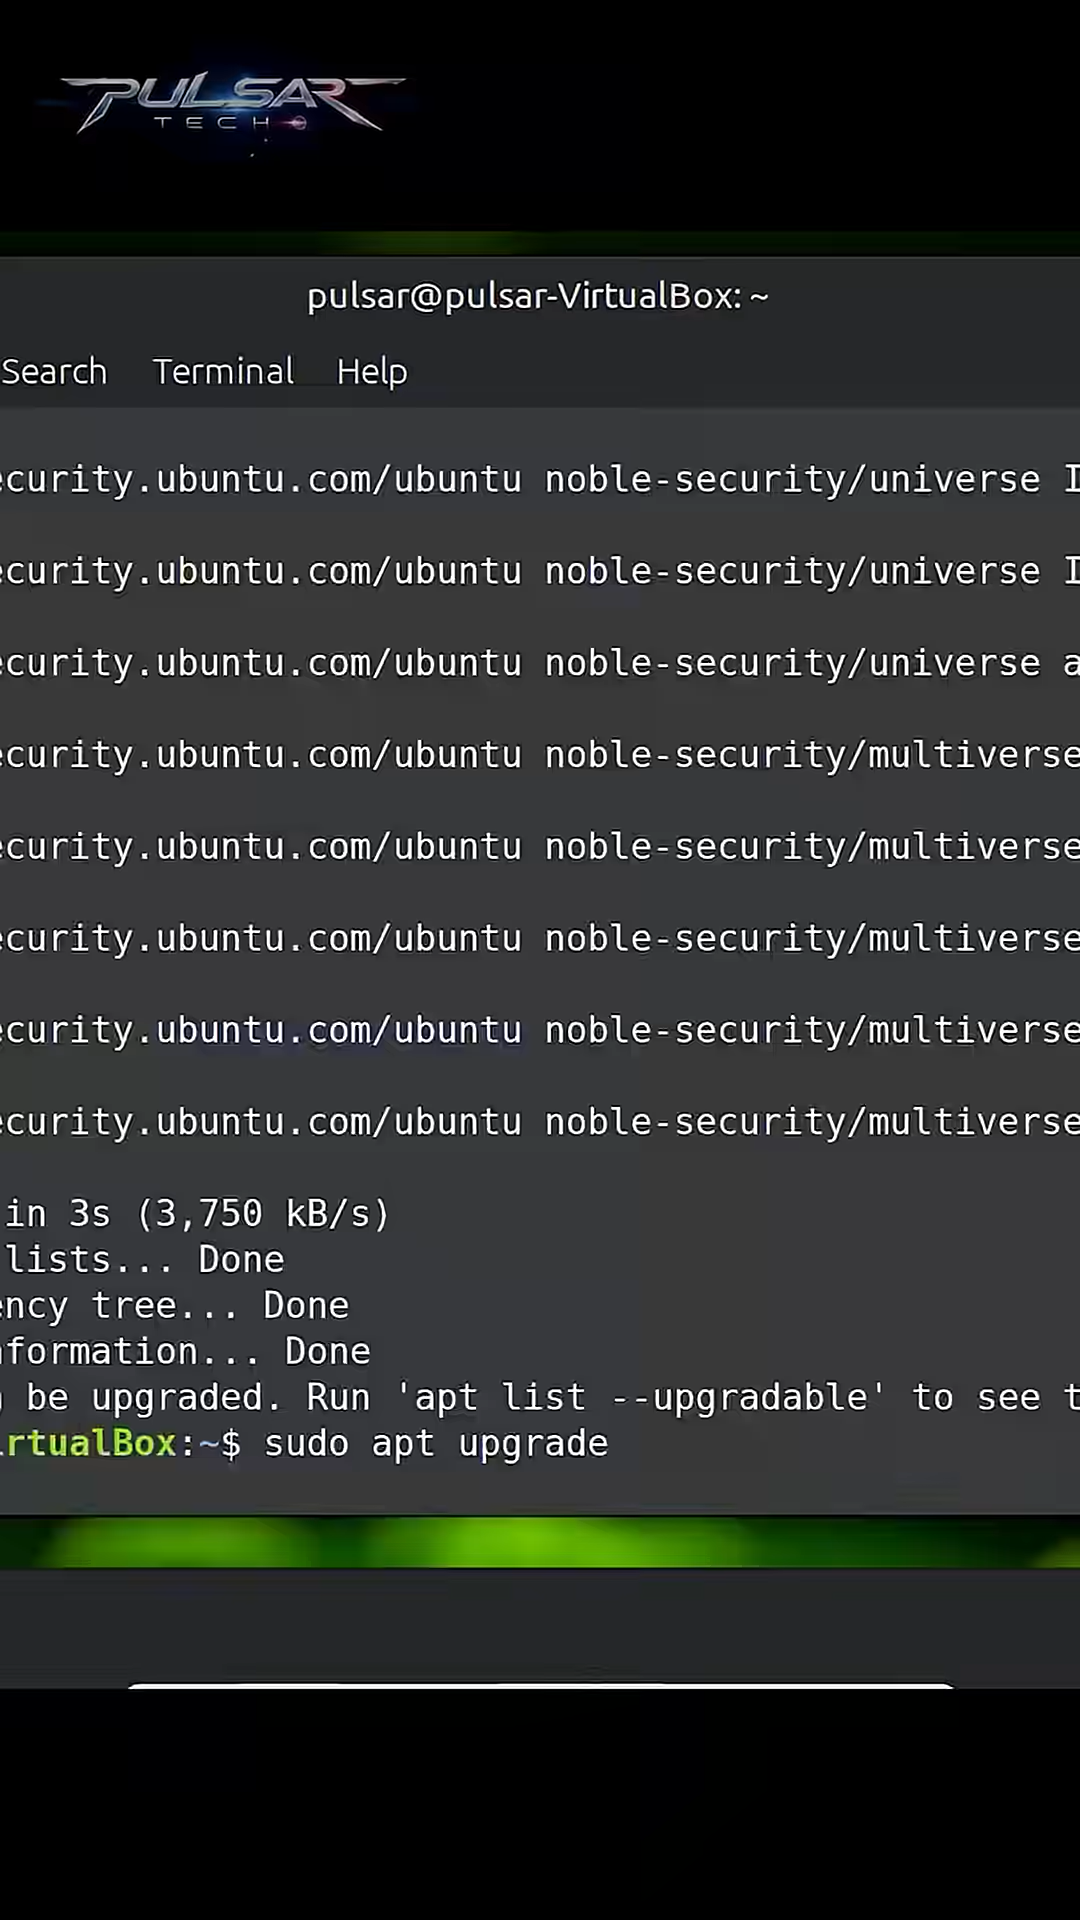 PULSAR
TECH
pulsar@pulsar-VirtualBox: ~
Search Terminal Help
ecurity.ubuntu.com/ubuntu noble-security/universe I
ecurity.ubuntu.com/ubuntu noble-security/universe I
ecurity.ubuntu.com/ubuntu noble-security/universe a
ecurity.ubuntu.com/ubuntu noble-security/multiverse
ecurity.ubuntu.com/ubuntu noble-security/multiverse
ecurity.ubuntu.com/ubuntu noble-security/multiverse
ecurity.ubuntu.com/ubuntu noble-security/multiverse
ecurity.ubuntu.com/ubuntu noble-security/multiverse
in 3s (3,750 kB/s)
lists... Done
ency tree... Done
nformation... Done
be upgraded. Run 'apt list --upgradable' to see t
irtualBox:~$ sudo apt upgrade